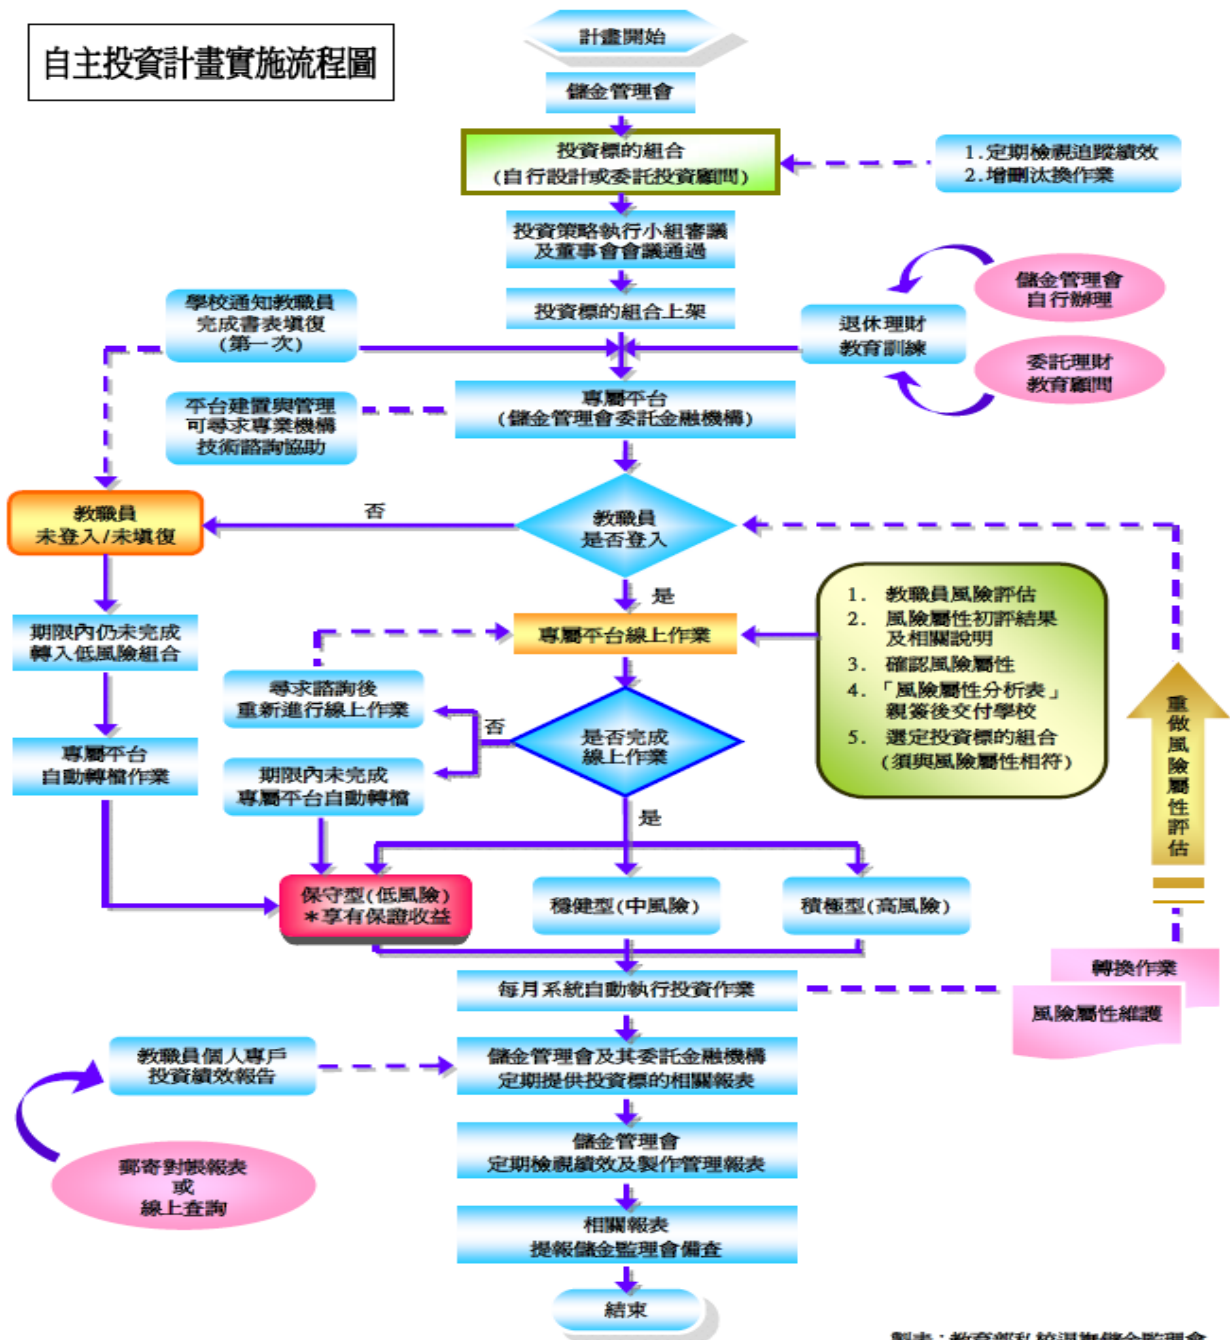 自主投資計畫實施流程圖
計畫開始
儲金管理會
投資標的組合
(自行設計或委託投資顧問)
1.定期檢視追蹤績效
2.增刪汰換作業
投資策略執行小組審議
及董事會會議通過
投資標的組合上架
學校通知教職員
完成書表填復
(第一次)
退休理財
教育訓練
儲金管理會
自行辦理
委託理財
教育顧問
平台建置與管理
可尋求專業機構
技術諮詢協助
專屬平台
(儲金管理會委託金融機構)
教職員
未登入/未填復
否
教職員
是否登入
是
期限內仍未完成
轉入低風險組合
專屬平台線上作業
1. 教職員風險評估
2. 風險屬性初評結果
及相關說明
3. 確認風險屬性
4. 「風險屬性分析表」
親簽後交付學校
5. 選定投資標的組合
(須與風險屬性相符)
重做風險屬性評估
尋求諮詢後
重新進行線上作業
否
是否完成
線上作業
專屬平台
自動轉檔作業
期限內未完成
專屬平台自動轉檔
是
保守型(低風險)
*享有保證收益
穩健型(中風險)
積極型(高風險)
每月系統自動執行投資作業
轉換作業
風險屬性維護
教職員個人專戶
投資績效報告
儲金管理會及其委託金融機構
定期提供投資標的相關報表
郵寄對帳報表
或
線上查詢
儲金管理會
定期檢視績效及製作管理報表
相關報表
提報儲金監理會備查
結束
製表：教育部私校退撫儲金監理會